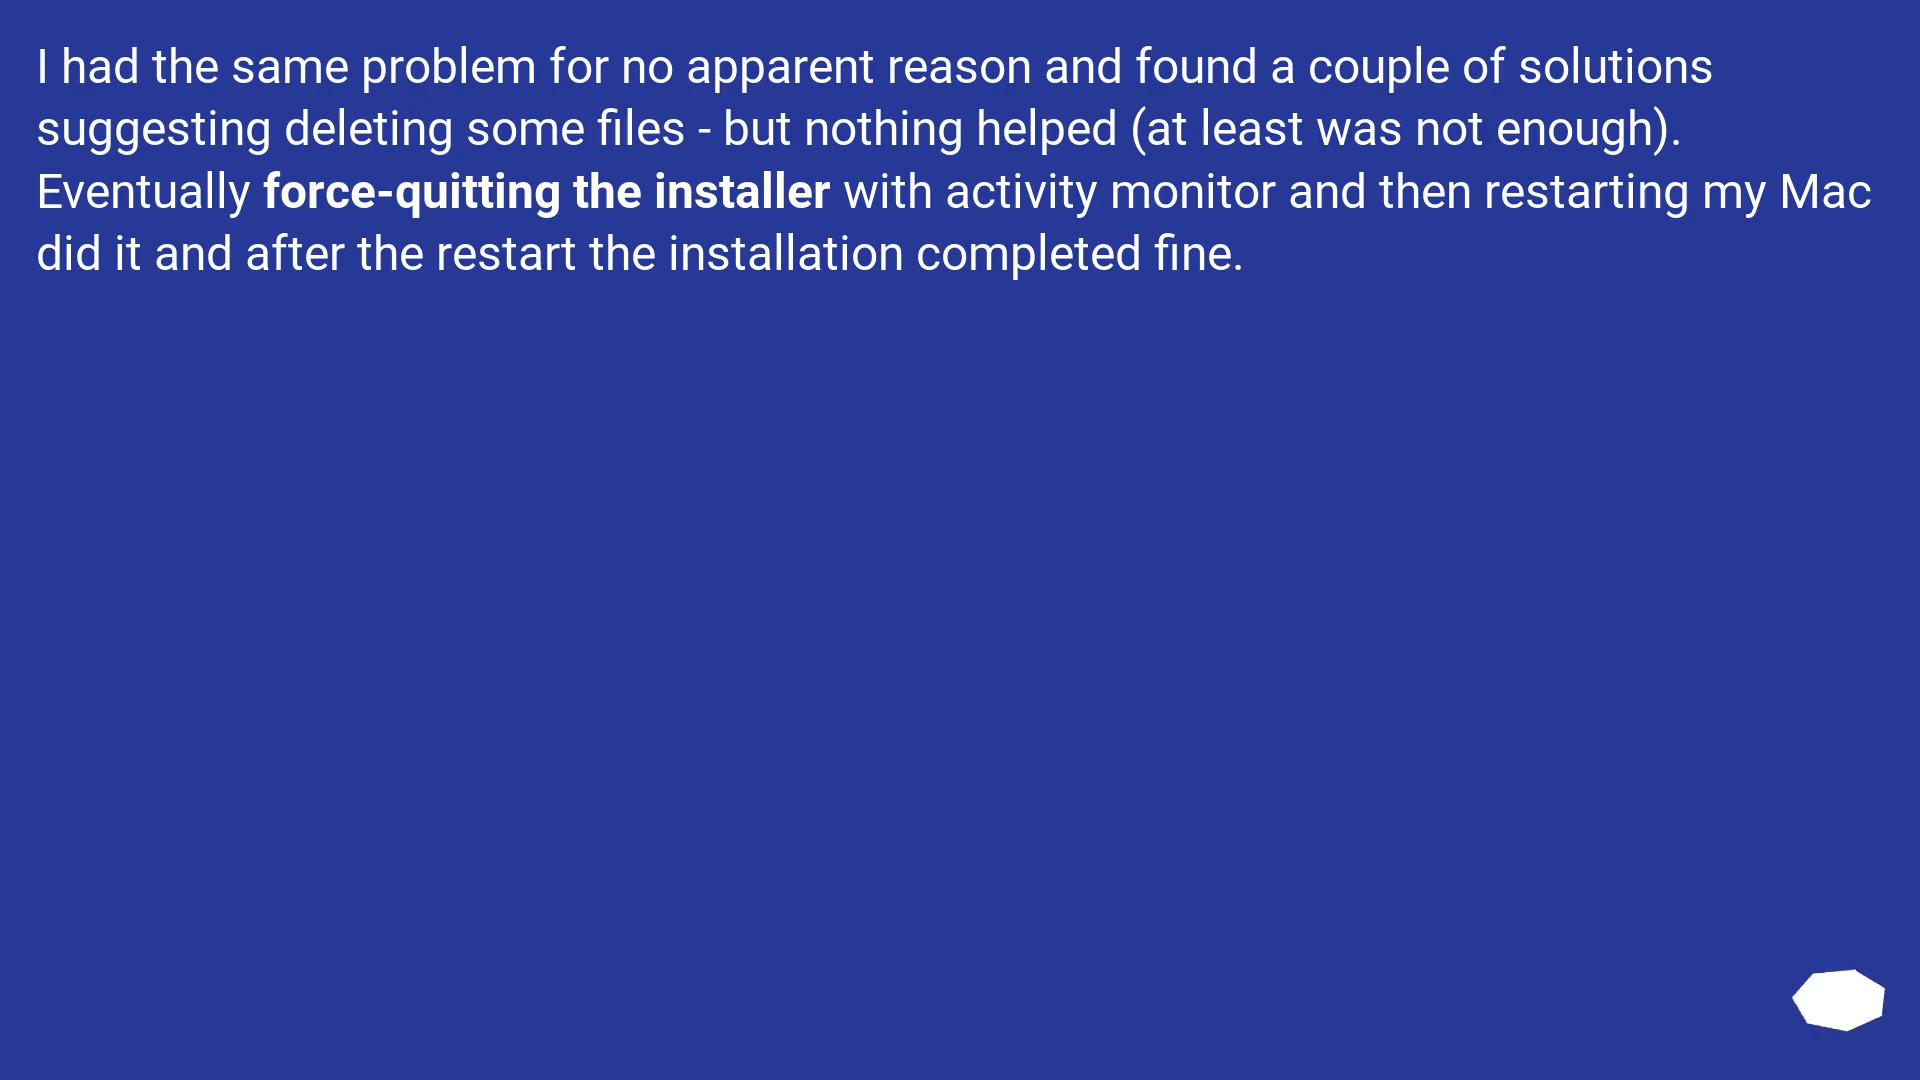 I had the same problem for no apparent reason and found a couple of solutions
suggesting deleting some files - but nothing helped (at least was not enough).
Eventually force-quitting the installer with activity monitor and then restarting my Mac
did it and after the restart the installation completed fine.